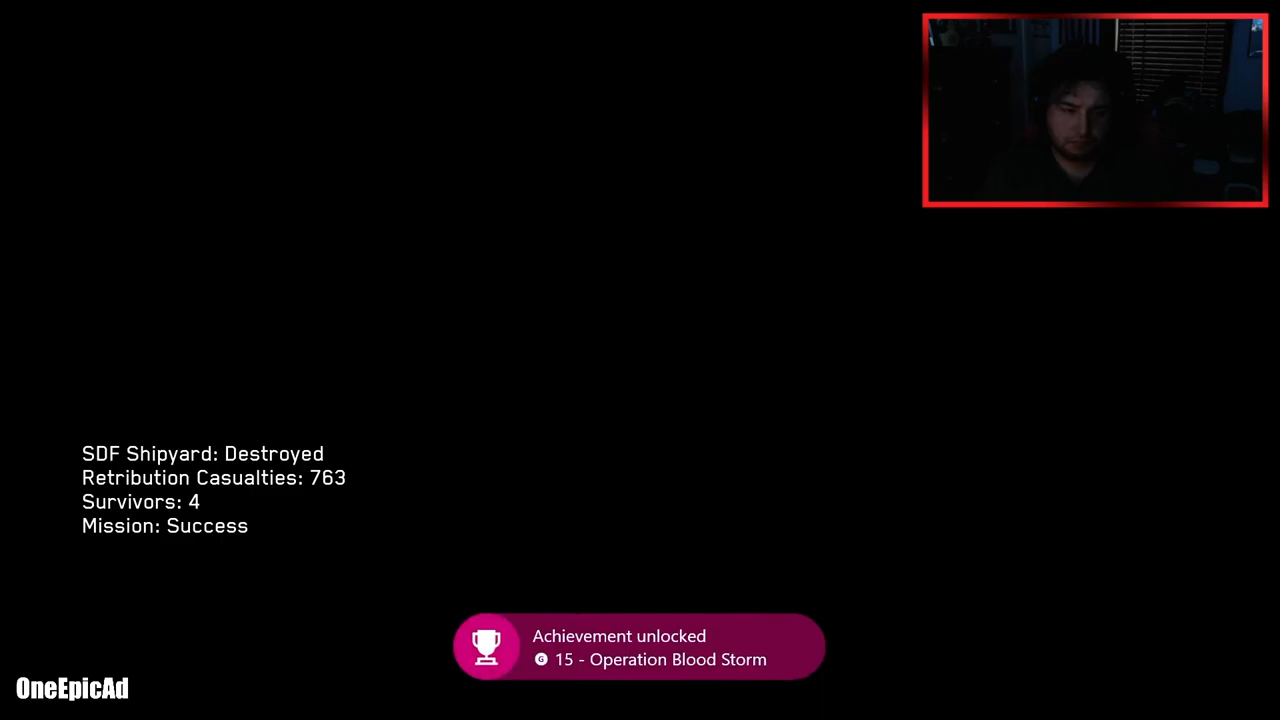 SDF Shipyard: Destroyed
Retribution Casualties: 763
Survivors: 4
Mission: Success
Achievement unlocked
G 15 - Operation Blood Storm
OneEpicAd